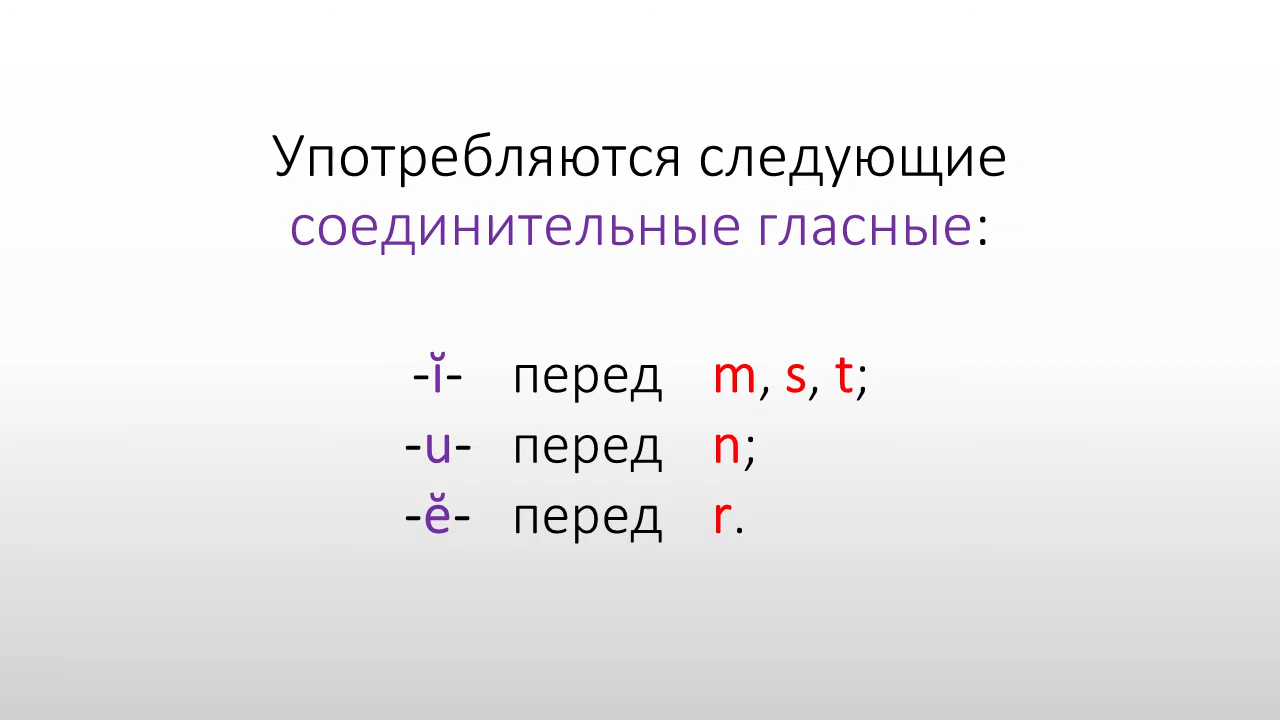 Употребляются следующие
соединительные гласные:
-ĭ- перед m, s, t;
-u- перед n;
-ĕ- перед r.